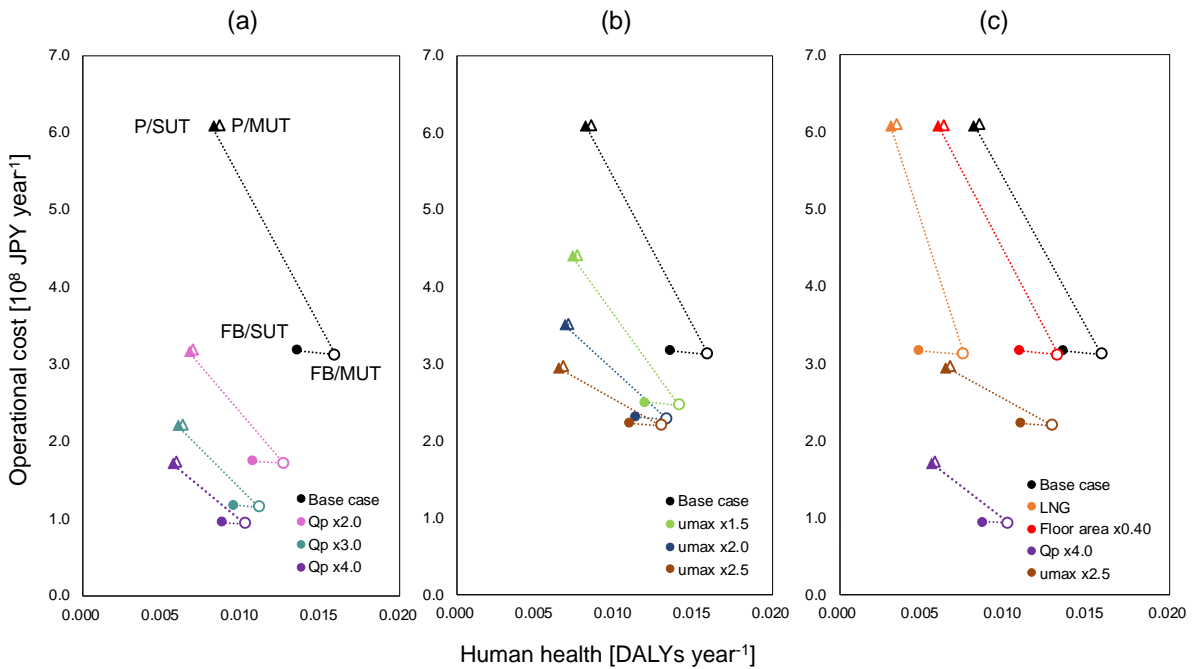 (a)
(b)
(c)
Operational cost [10⁸ JPY year⁻¹]
7.0
6.0
5.0
4.0
3.0
2.0
1.0
0.0
P/SUT
P/MUT
FB/SUT
FB/MUT
Base case
Qp x2.0
Qp x3.0
Qp x4.0
0.000
0.005
0.010
0.015
0.020
7.0
6.0
5.0
4.0
3.0
2.0
1.0
0.0
Base case
umax x1.5
umax x2.0
umax x2.5
0.000
0.005
0.010
0.015
0.020
7.0
6.0
5.0
4.0
3.0
2.0
1.0
0.0
Base case
LNG
Floor area x0.40
Qp x4.0
umax x2.5
0.000
0.005
0.010
0.015
0.020
Human health [DALYs year⁻¹]